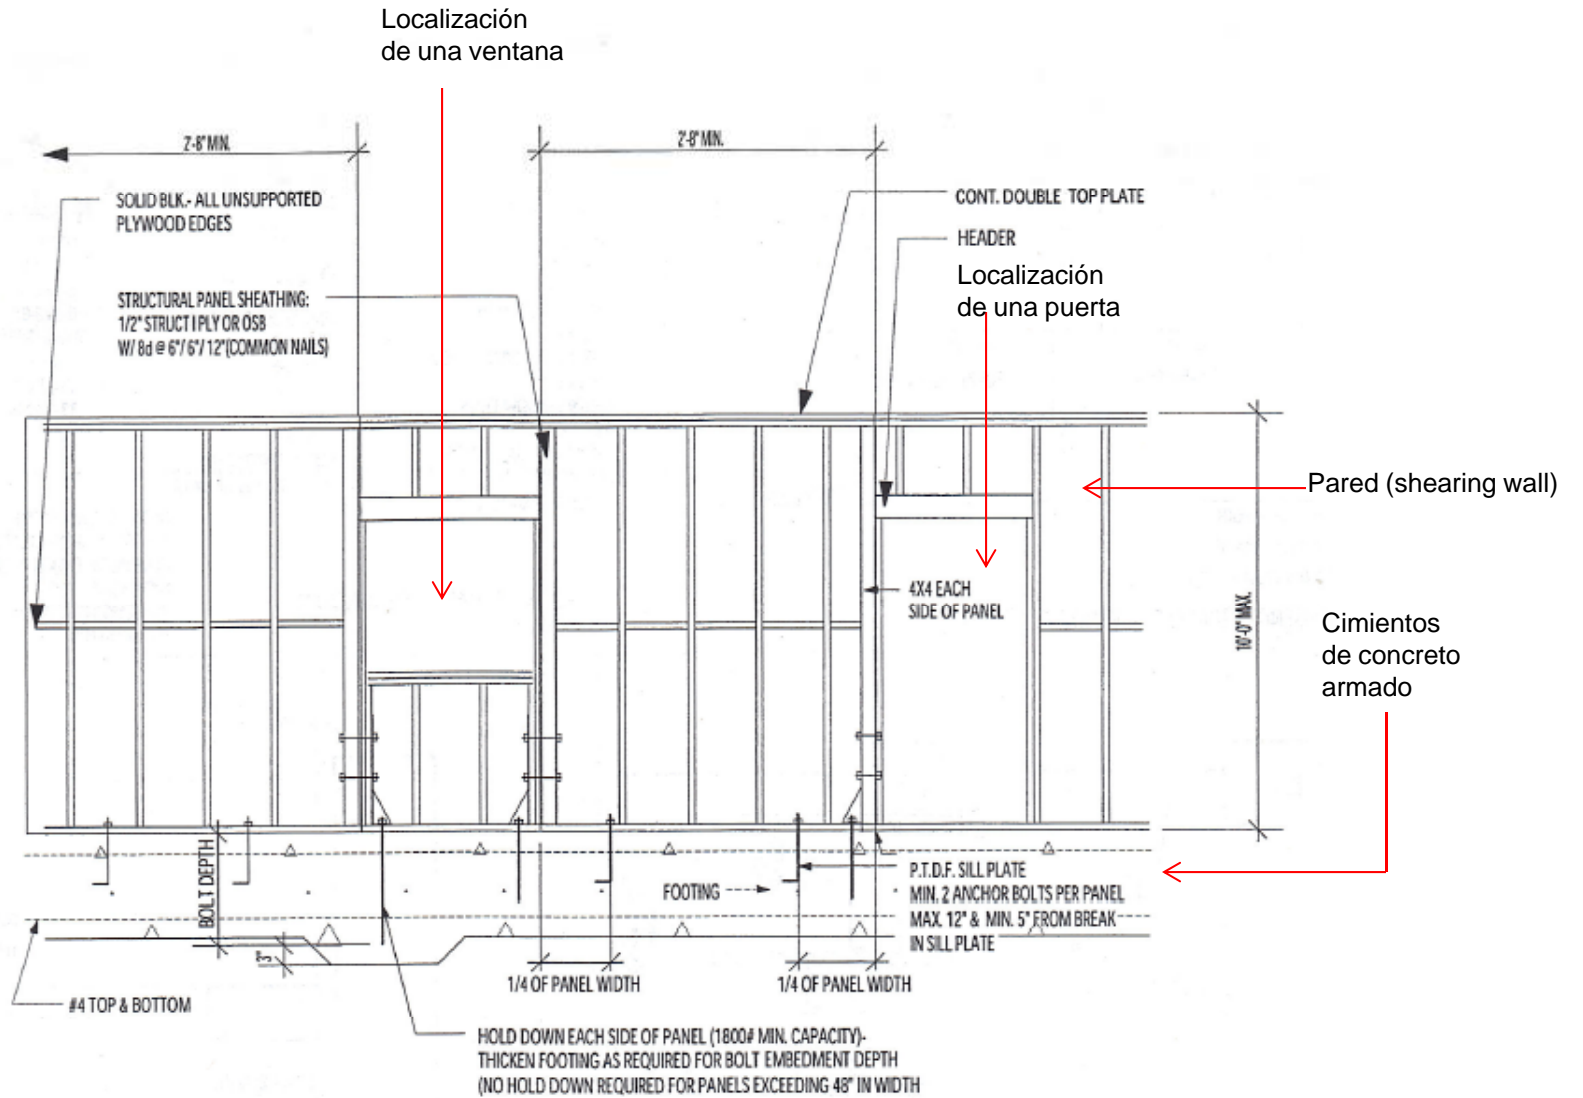 Localización
de una ventana
2'-8" MIN.
2'-8" MIN.
SOLID BLK.- ALL UNSUPPORTED
PLYWOOD EDGES
CONT. DOUBLE TOP PLATE
HEADER
Localización
de una puerta
STRUCTURAL PANEL SHEATHING:
1/2" STRUCT I PLY OR OSB
W/ 8d @ 6"/ 6"/ 12"(COMMON NAILS)
Pared (shearing wall)
4X4 EACH
SIDE OF PANEL
10'-0" MAX.
Cimientos
de concreto
armado
BOLT DEPTH
FOOTING
P.T.D.F. SILL PLATE
MIN. 2 ANCHOR BOLTS PER PANEL
MAX. 12" & MIN. 5" FROM BREAK
IN SILL PLATE
3"
1/4 OF PANEL WIDTH
1/4 OF PANEL WIDTH
#4 TOP & BOTTOM
HOLD DOWN EACH SIDE OF PANEL (1800# MIN. CAPACITY)-
THICKEN FOOTING AS REQUIRED FOR BOLT EMBEDMENT DEPTH
(NO HOLD DOWN REQUIRED FOR PANELS EXCEEDING 48" IN WIDTH